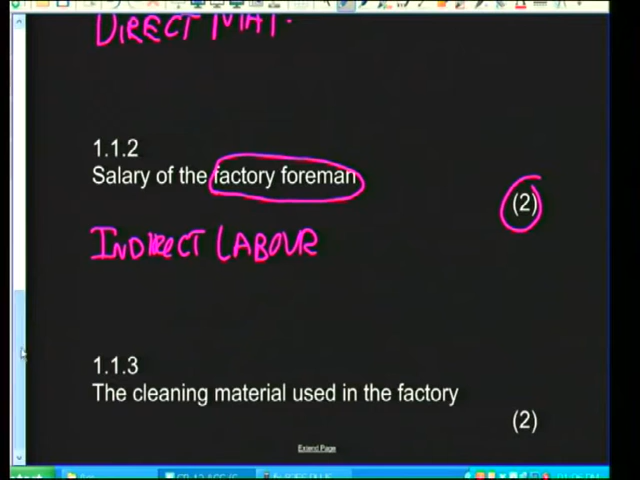 DIRECT MAT.
1.1.2
Salary of the factory foreman
(2)
INDIRECT LABOUR
1.1.3
The cleaning material used in the factory
(2)
Extend Page